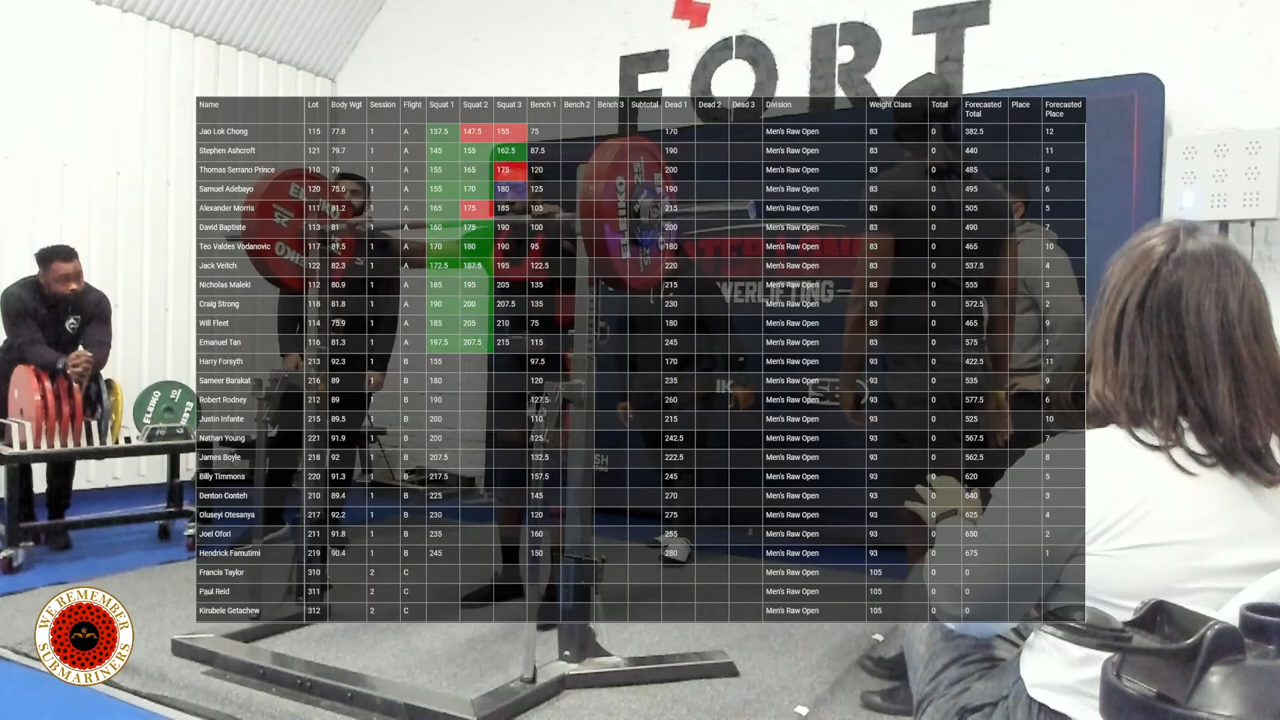 FORT
Name Lot Body Wgt Session Flight Squat 1 Squat 2 Squat 3 Bench 1 Bench 2 Bench 3 Subtotal Dead 1 Dead 2 Dead 3 Division Weight Class Total Forecasted Total Place Forecasted Place
Jao Lok Chong 115 77.8 1 A 137.5 147.5 155 75 170 Men's Raw Open 83 0 382.5 12
Stephen Ashcroft 121 79.7 1 A 145 155 162.5 87.5 190 Men's Raw Open 83 0 440 11
Thomas Serrano Prince 110 79 1 A 155 165 175 120 200 Men's Raw Open 83 0 485 8
Samuel Adebayo 120 75.6 1 A 155 170 180 125 190 Men's Raw Open 83 0 495 6
Alexander Morris 111 81.2 1 A 165 175 185 105 215 Men's Raw Open 83 0 505 5
David Baptiste 113 81 1 A 160 175 190 100 200 Men's Raw Open 83 0 490 7
Teo Valdes Vodanovic 117 81.5 1 A 170 180 190 95 180 Men's Raw Open 83 0 465 10
Jack Veitch 122 82.3 1 A 172.5 187.5 195 122.5 220 Men's Raw Open 83 0 537.5 4
Nicholas Maleki 112 80.9 1 A 185 195 205 135 215 Men's Raw Open 83 0 555 3
Craig Strong 118 81.8 1 A 190 200 207.5 135 230 Men's Raw Open 83 0 572.5 2
Will Fleet 114 75.9 1 A 185 205 210 75 180 Men's Raw Open 83 0 465 9
Emanuel Tan 116 81.3 1 A 197.5 207.5 215 115 245 Men's Raw Open 83 0 575 1
Harry Forsyth 213 92.3 1 B 155 97.5 170 Men's Raw Open 93 0 422.5 11
Sameer Barakat 216 89 1 B 180 120 235 Men's Raw Open 93 0 535 9
Robert Rodney 212 89 1 B 190 127.5 260 Men's Raw Open 93 0 577.5 6
Justin Infante 215 89.5 1 B 200 110 215 Men's Raw Open 93 0 525 10
Nathan Young 221 91.9 1 B 200 125 242.5 Men's Raw Open 93 0 567.5 7
James Boyle 218 92 1 B 207.5 132.5 222.5 Men's Raw Open 93 0 562.5 8
Billy Timmons 220 91.3 1 B 217.5 157.5 245 Men's Raw Open 93 0 620 5
Denton Conteh 210 89.4 1 B 225 145 270 Men's Raw Open 93 0 640 3
Oluseyi Otesanya 217 92.2 1 B 230 120 275 Men's Raw Open 93 0 625 4
Joel Ofori 211 91.8 1 B 235 160 255 Men's Raw Open 93 0 650 2
Hendrick Famutimi 219 90.4 1 B 245 150 280 Men's Raw Open 93 0 675 1
Francis Taylor 310 2 C Men's Raw Open 105 0 0
Paul Reid 311 2 C Men's Raw Open 105 0 0
Kirubele Getachew 312 2 C Men's Raw Open 105 0 0
ELEIKO
ELEIKO 10
WE REMEMBER
SUBMARINERS